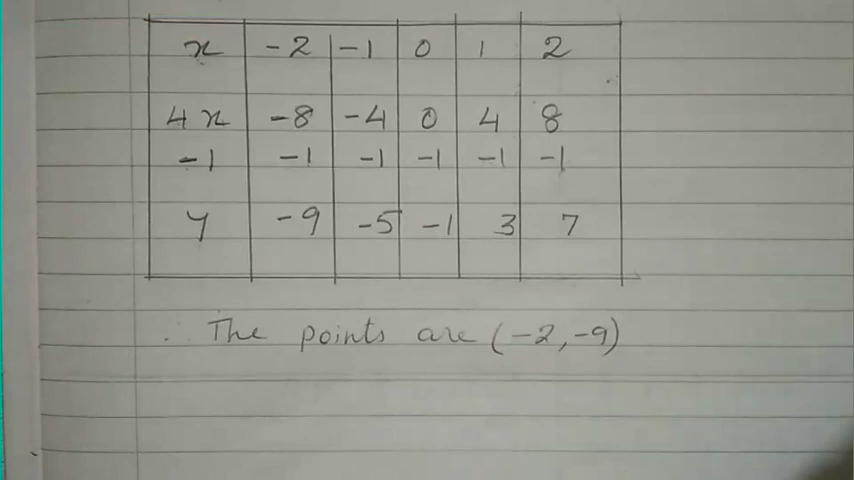 x -2 -1 0 1 2
4x -8 -4 0 4 8
-1 -1 -1 -1 -1 -1
y -9 -5 -1 3 7
The points are (-2,-9)